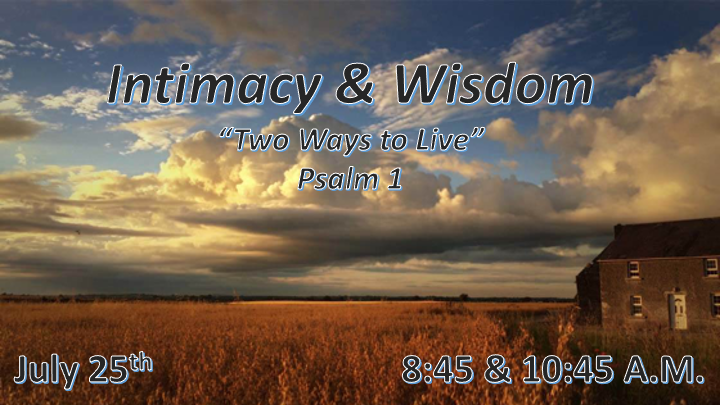 Intimacy & Wisdom
“Two Ways to Live”
Psalm 1
July 25th
8:45 & 10:45 A.M.